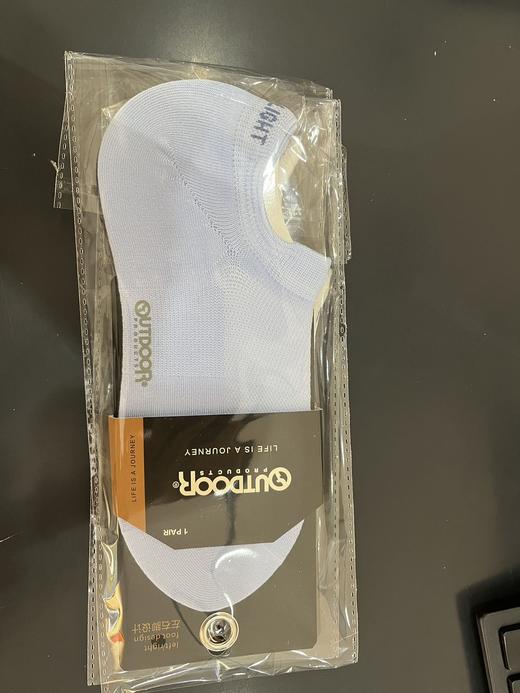 LIGHT
OUTDOOR®
PRODUCTS
LIFE IS A JOURNEY
LIFE IS A JOURNEY
OUTDOOR®
PRODUCTS
1 PAIR
左右脚设计
left/right
foot design